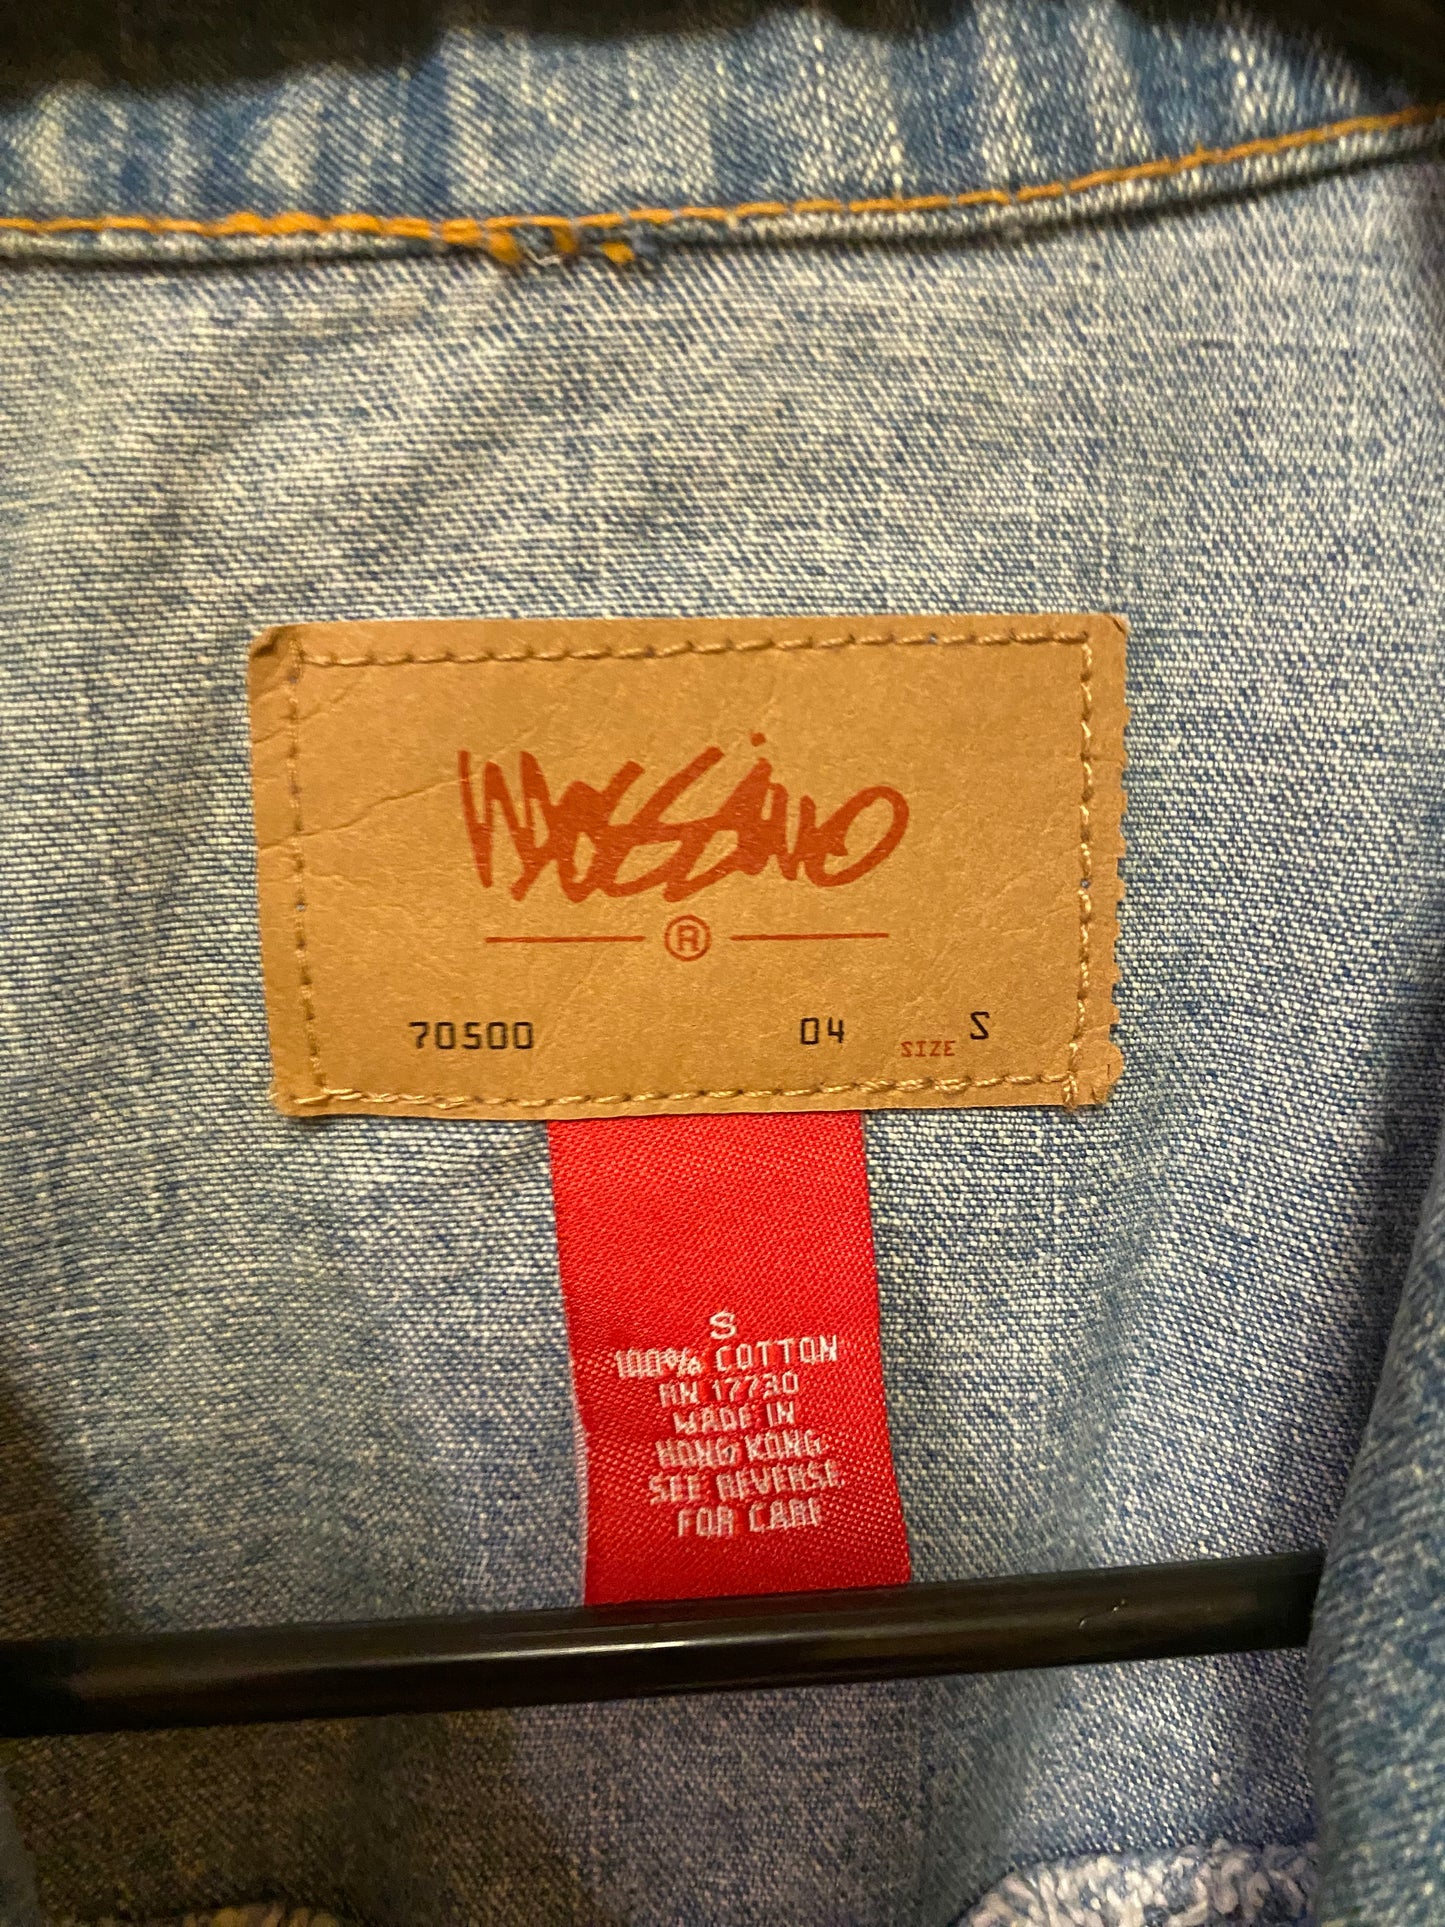 Mossimo
®
70500 04 SIZE S
S
100% COTTON
RN 17730
MADE IN
HONG KONG
SEE REVERSE
FOR CARE